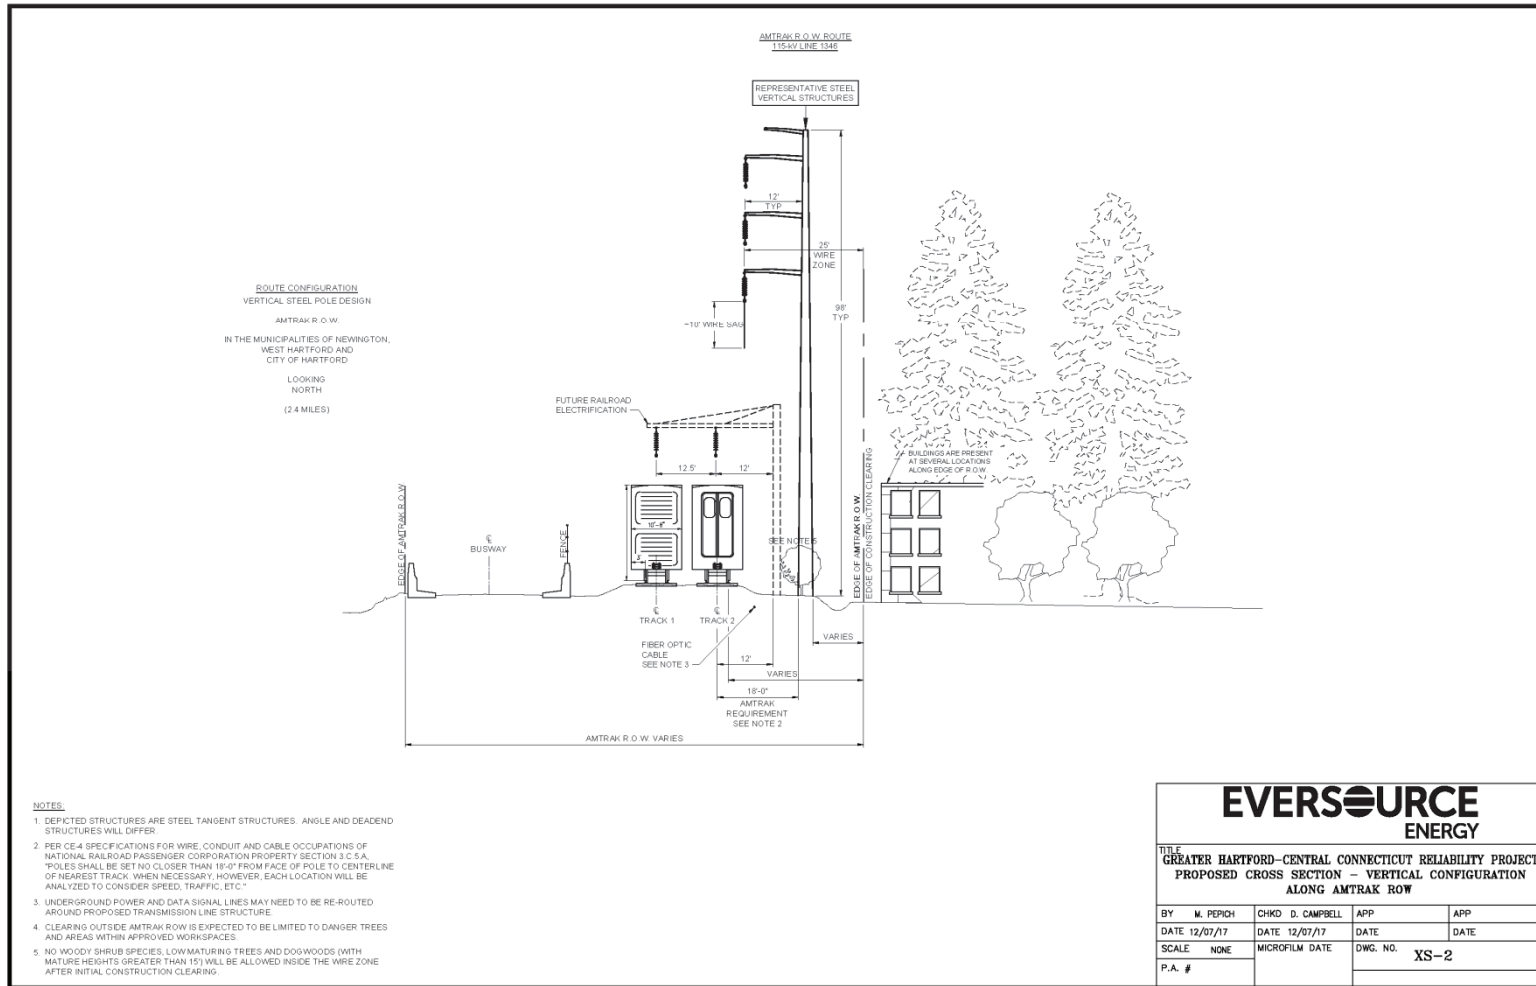 AMTRAK R.O.W. ROUTE
115-kV LINE 1346
REPRESENTATIVE STEEL
VERTICAL STRUCTURES
12'
TYP
25'
WIRE
ZONE
98'
TYP
~10' WIRE SAG
ROUTE CONFIGURATION
VERTICAL STEEL POLE DESIGN
AMTRAK R.O.W.
IN THE MUNICIPALITIES OF NEWINGTON,
WEST HARTFORD AND
CITY OF HARTFORD
LOOKING
NORTH
(2.4 MILES)
FUTURE RAILROAD
ELECTRIFICATION
12.5'
12'
BUILDINGS ARE PRESENT
AT SEVERAL LOCATIONS
ALONG EDGE OF R.O.W.
EDGE OF AMTRAK R.O.W.
BUSWAY
FENCE
10'-8"
3'
SEE NOTE 5
EDGE OF AMTRAK R.O.W.
EDGE OF CONSTRUCTION CLEARING
TRACK 1
TRACK 2
FIBER OPTIC
CABLE
SEE NOTE 3
VARIES
12'
VARIES
18'-0"
AMTRAK
REQUIREMENT
SEE NOTE 2
AMTRAK R.O.W. VARIES
NOTES:
1. DEPICTED STRUCTURES ARE STEEL TANGENT STRUCTURES. ANGLE AND DEADEND
STRUCTURES WILL DIFFER.
2. PER CE-4 SPECIFICATIONS FOR WIRE, CONDUIT AND CABLE OCCUPATIONS OF
NATIONAL RAILROAD PASSENGER CORPORATION PROPERTY SECTION 3.C.5.A,
"POLES SHALL BE SET NO CLOSER THAN 18'-0" FROM FACE OF POLE TO CENTERLINE
OF NEAREST TRACK. WHEN NECESSARY, HOWEVER, EACH LOCATION WILL BE
ANALYZED TO CONSIDER SPEED, TRAFFIC, ETC."
3. UNDERGROUND POWER AND DATA SIGNAL LINES MAY NEED TO BE RE-ROUTED
AROUND PROPOSED TRANSMISSION LINE STRUCTURE.
4. CLEARING OUTSIDE AMTRAK ROW IS EXPECTED TO BE LIMITED TO DANGER TREES
AND AREAS WITHIN APPROVED WORKSPACES.
5. NO WOODY SHRUB SPECIES, LOW MATURING TREES AND DOGWOODS (WITH
MATURE HEIGHTS GREATER THAN 15') WILL BE ALLOWED INSIDE THE WIRE ZONE
AFTER INITIAL CONSTRUCTION CLEARING.
EVERSOURCE
ENERGY
TITLE
GREATER HARTFORD-CENTRAL CONNECTICUT RELIABILITY PROJECT
PROPOSED CROSS SECTION - VERTICAL CONFIGURATION
ALONG AMTRAK ROW
BY M. PEPICH CHKD D. CAMPBELL APP APP
DATE 12/07/17 DATE 12/07/17 DATE DATE
SCALE NONE MICROFILM DATE DWG. NO. XS-2
P.A. #